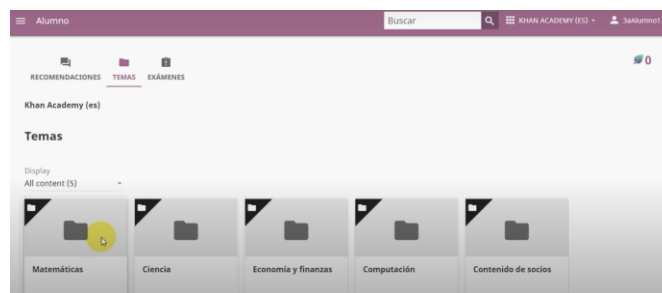 Alumno
Buscar
KHAN ACADEMY (ES)
3aAlumno1
RECOMENDACIONES
TEMAS
EXÁMENES
0
Khan Academy (es)
Temas
Display
All content (5)
Matemáticas
Ciencia
Economía y finanzas
Computación
Contenido de socios